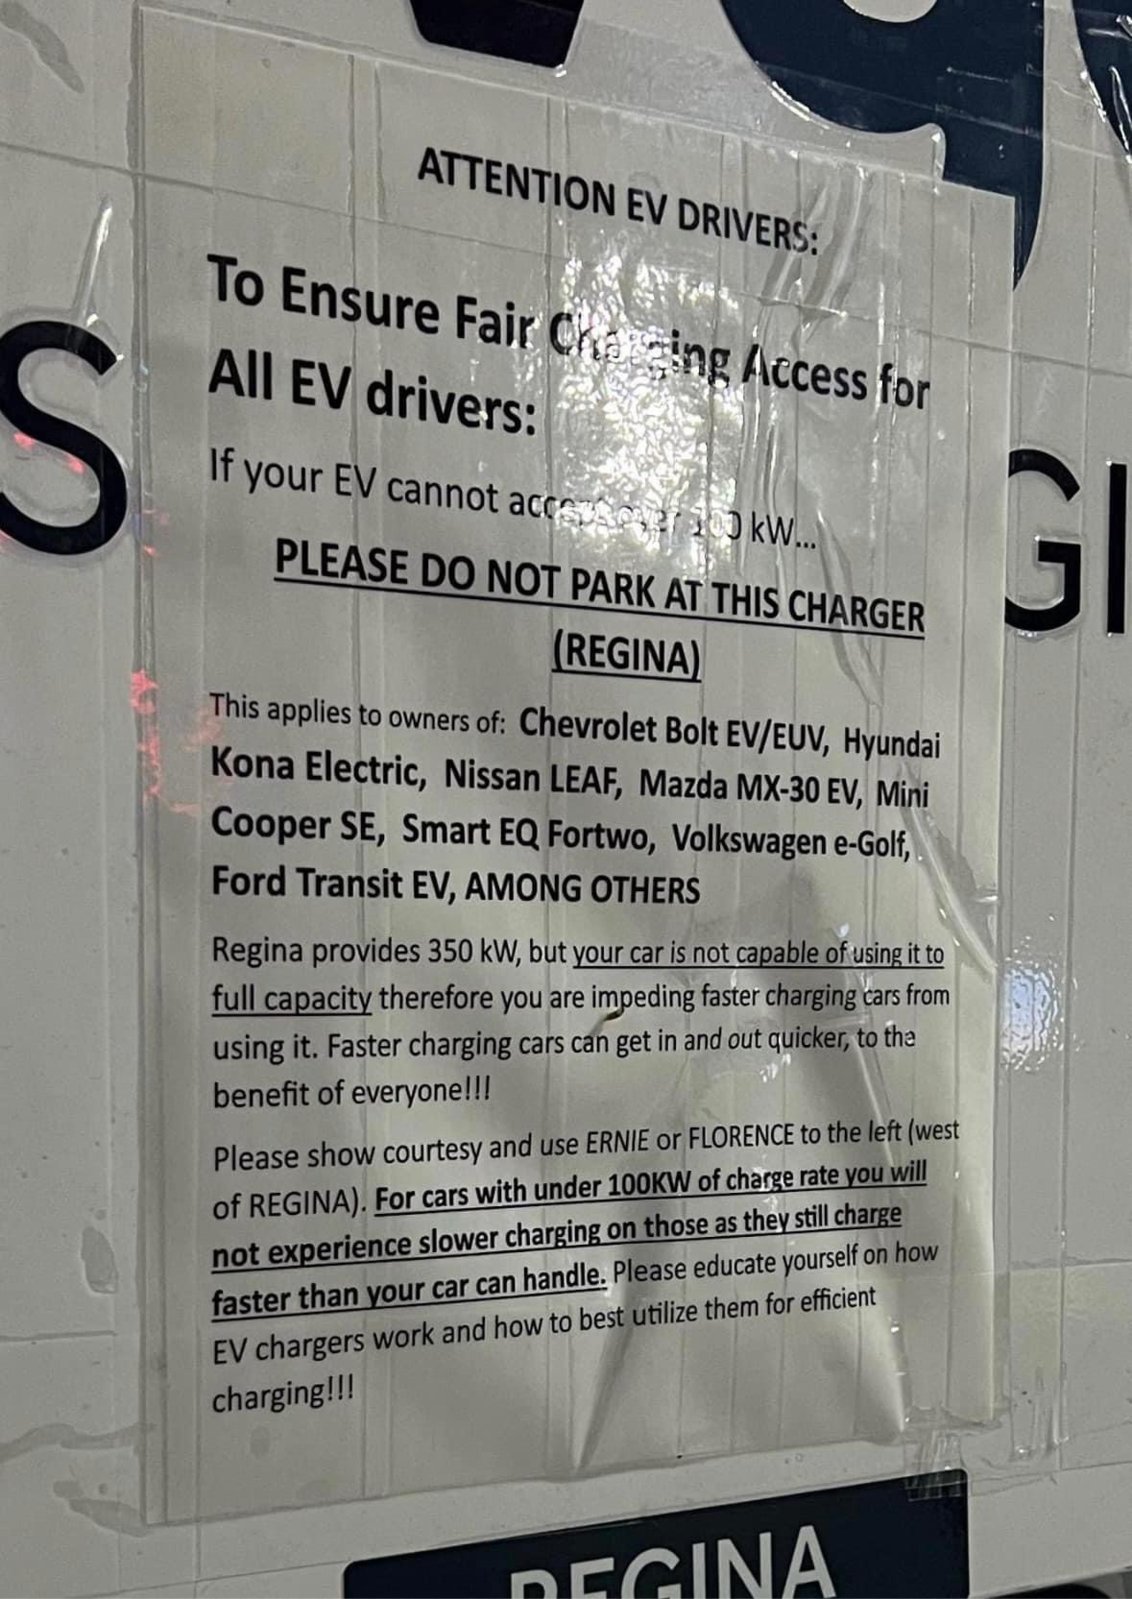 ATTENTION EV DRIVERS:
To Ensure Fair Charging Access for
All EV drivers:
If your EV cannot accept over 100 kW...
PLEASE DO NOT PARK AT THIS CHARGER
(REGINA)
This applies to owners of: Chevrolet Bolt EV/EUV, Hyundai
Kona Electric, Nissan LEAF, Mazda MX-30 EV, Mini
Cooper SE, Smart EQ Fortwo, Volkswagen e-Golf,
Ford Transit EV, AMONG OTHERS
Regina provides 350 kW, but your car is not capable of using it to
full capacity therefore you are impeding faster charging cars from
using it. Faster charging cars can get in and out quicker, to the
benefit of everyone!!!
Please show courtesy and use ERNIE or FLORENCE to the left (west
of REGINA). For cars with under 100KW of charge rate you will
not experience slower charging on those as they still charge
faster than your car can handle. Please educate yourself on how
EV chargers work and how to best utilize them for efficient
charging!!!
S
GI
REGINA